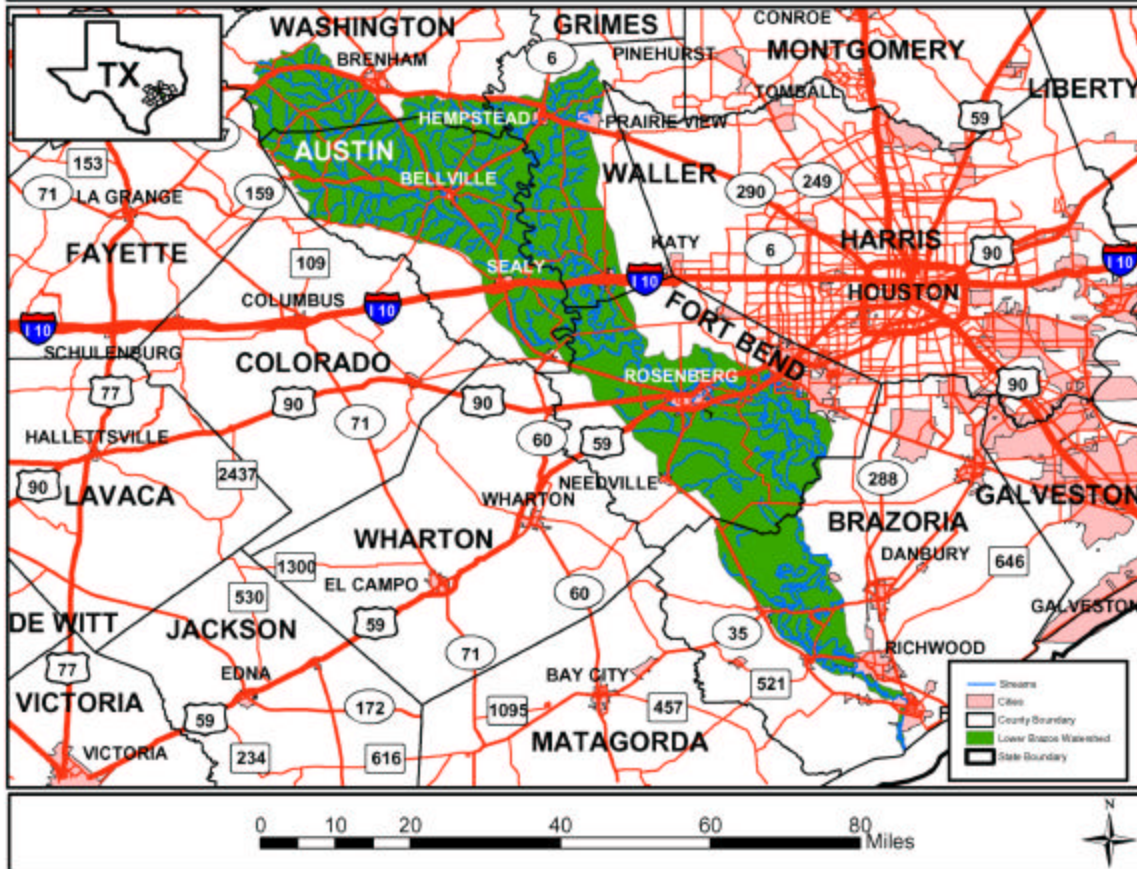 TX
WASHINGTON
GRIMES
CONROE
BRENHAM
6
PINEHURST
MONTGOMERY
TOMBALL
LIBERTY
59
HEMPSTEAD
PRAIRIE VIEW
153
AUSTIN
WALLER
71
LA GRANGE
159
BELLVILLE
290
249
FAYETTE
KATY
6
HARRIS
90
109
SEALY
I 10
I 10
HOUSTON
COLUMBUS
I 10
I 10
FORT BEND
SCHULENBURG
COLORADO
ROSENBERG
90
77
90
90
71
60
59
HALLETTSVILLE
2437
NEEDVILLE
288
90
LAVACA
WHARTON
GALVESTON
BRAZORIA
WHARTON
DANBURY
1300
EL CAMPO
646
530
60
DE WITT
JACKSON
59
GALVESTON
35
77
71
RICHWOOD
EDNA
BAY CITY
521
VICTORIA
172
1095
457
59
MATAGORDA
VICTORIA
234
616
Streams
Cities
County Boundary
Lower Brazos Watershed
State Boundary
0 10 20 40 60 80
Miles
N